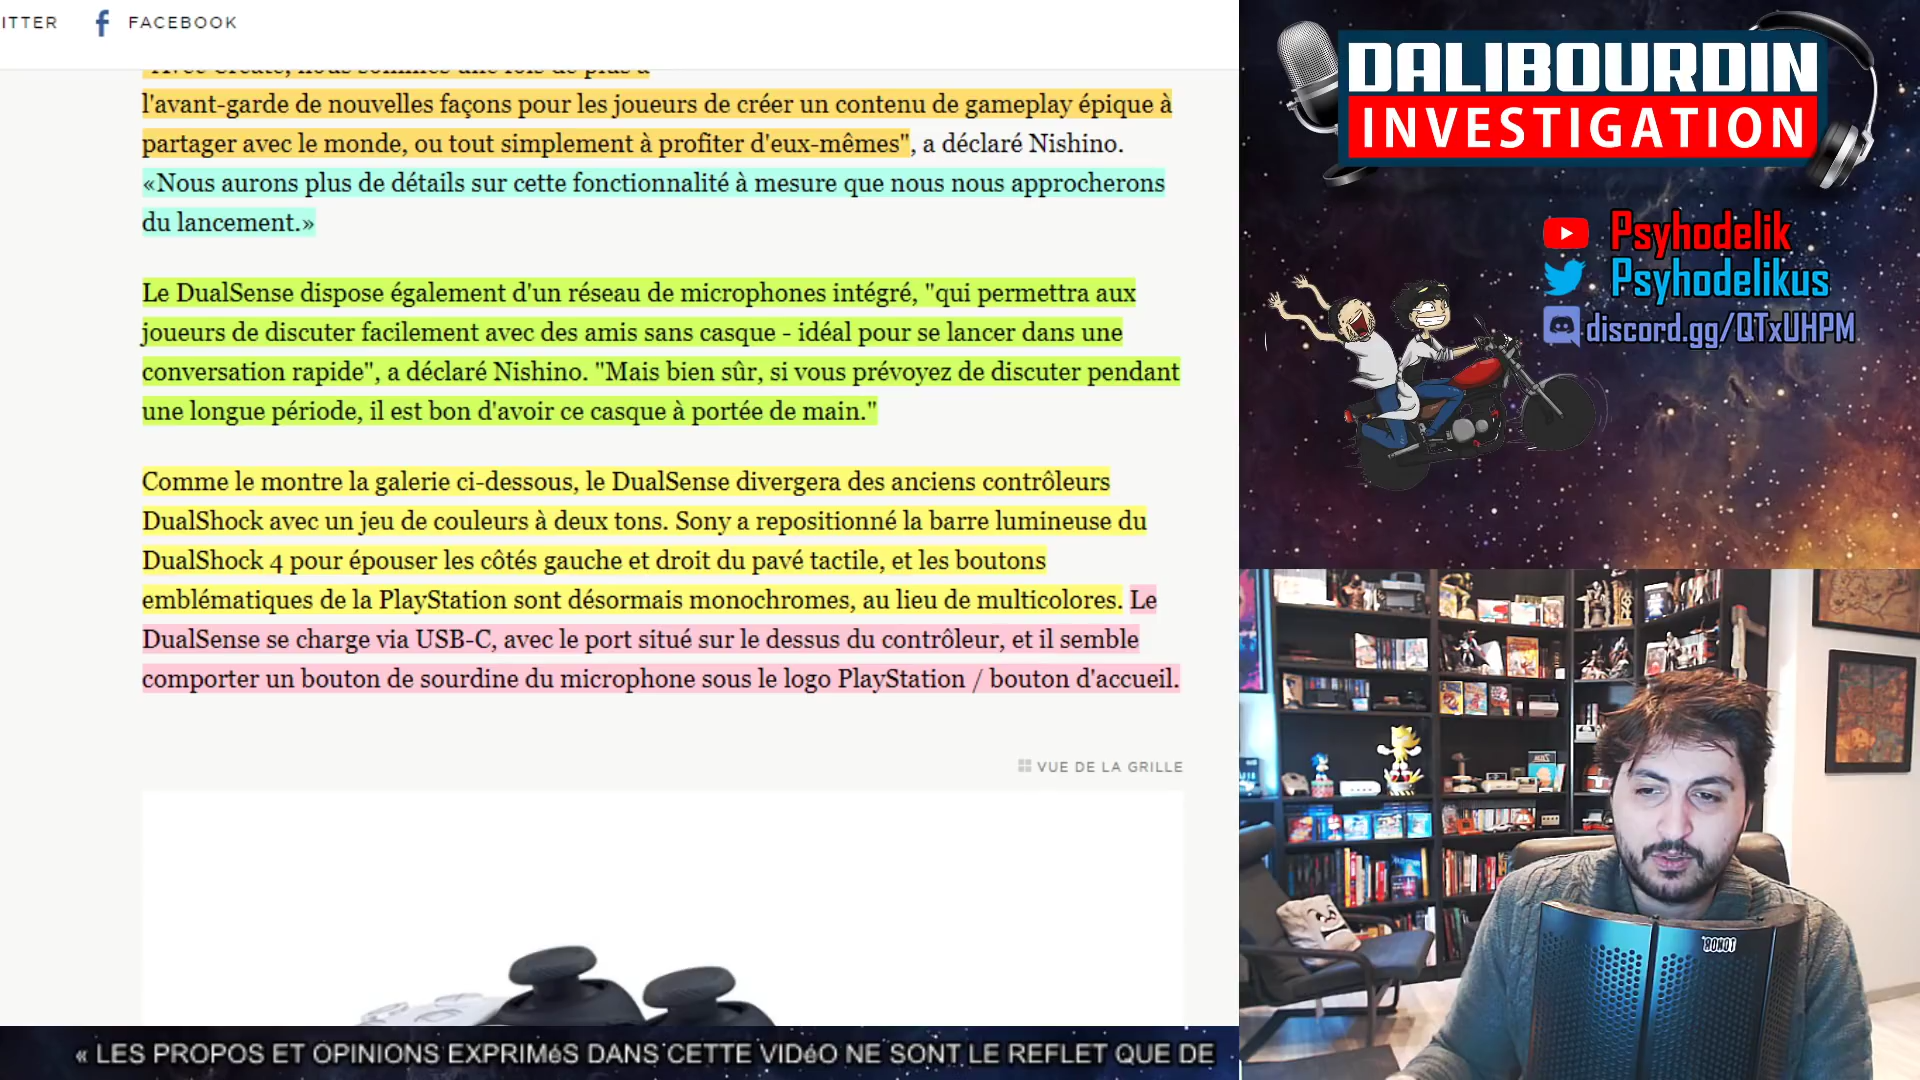 ITTER
FACEBOOK
"Avec Create, nous sommes une fois de plus à
l'avant-garde de nouvelles façons pour les joueurs de créer un contenu de gameplay épique à
partager avec le monde, ou tout simplement à profiter d'eux-mêmes", a déclaré Nishino.
«Nous aurons plus de détails sur cette fonctionnalité à mesure que nous nous approcherons
du lancement.»
Le DualSense dispose également d'un réseau de microphones intégré, "qui permettra aux
joueurs de discuter facilement avec des amis sans casque - idéal pour se lancer dans une
conversation rapide", a déclaré Nishino. "Mais bien sûr, si vous prévoyez de discuter pendant
une longue période, il est bon d'avoir ce casque à portée de main."
Comme le montre la galerie ci-dessous, le DualSense divergera des anciens contrôleurs
DualShock avec un jeu de couleurs à deux tons. Sony a repositionné la barre lumineuse du
DualShock 4 pour épouser les côtés gauche et droit du pavé tactile, et les boutons
emblématiques de la PlayStation sont désormais monochromes, au lieu de multicolores. Le
DualSense se charge via USB-C, avec le port situé sur le dessus du contrôleur, et il semble
comporter un bouton de sourdine du microphone sous le logo PlayStation / bouton d'accueil.
VUE DE LA GRILLE
« LES PROPOS ET OPINIONS EXPRIMéS DANS CETTE VIDéO NE SONT LE REFLET QUE DE
DALIBOURDIN
INVESTIGATION
Psyhodelik
Psyhodelikus
discord.gg/QTxUHPM